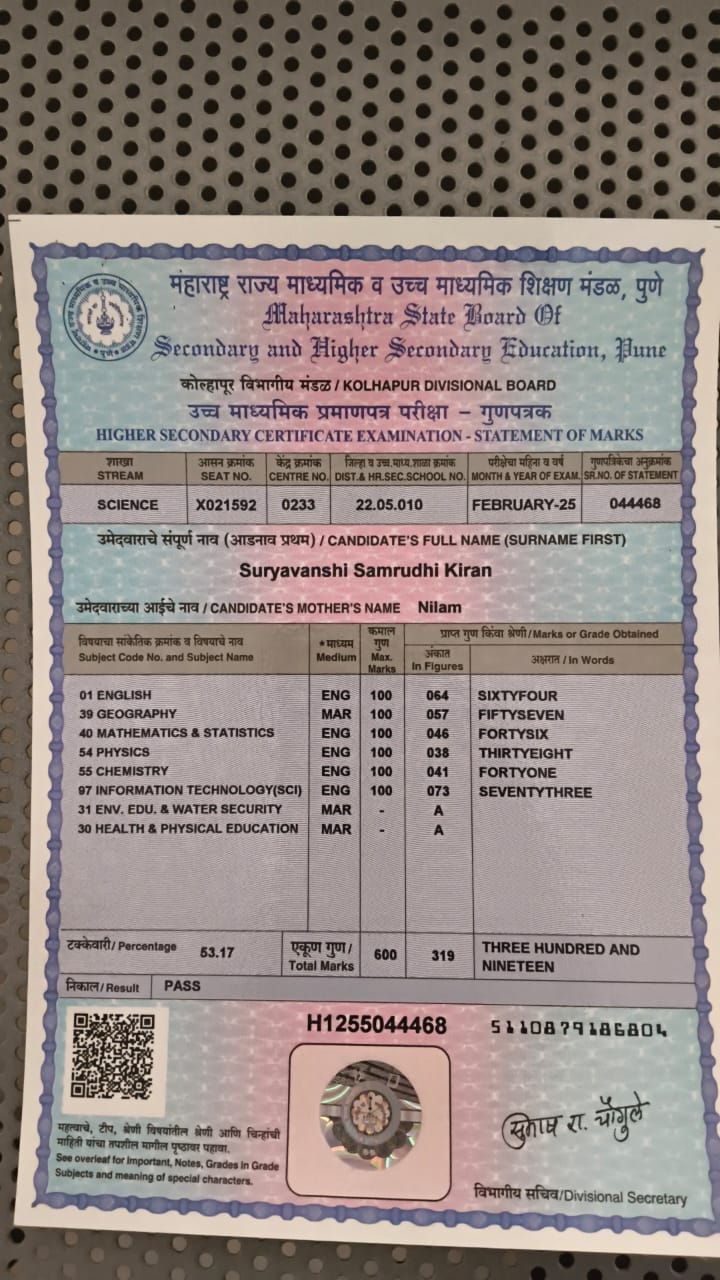 महाराष्ट्र राज्य माध्यमिक व उच्च माध्यमिक शिक्षण मंडळ, पुणे
Maharashtra State Board Of
Secondary and Higher Secondary Education, Pune
कोल्हापूर विभागीय मंडळ / KOLHAPUR DIVISIONAL BOARD
उच्च माध्यमिक प्रमाणपत्र परीक्षा - गुणपत्रक
HIGHER SECONDARY CERTIFICATE EXAMINATION - STATEMENT OF MARKS
शाखा आसन क्रमांक केंद्र क्रमांक जिल्हा व उच्च.माध्य.शाळा क्रमांक परीक्षेचा महिना व वर्ष गुणपत्रिकेचा अनुक्रमांक
STREAM SEAT NO. CENTRE NO. DIST.& HR.SEC.SCHOOL NO. MONTH & YEAR OF EXAM. SR.NO. OF STATEMENT
SCIENCE X021592 0233 22.05.010 FEBRUARY-25 044468
उमेदवाराचे संपूर्ण नाव (आडनाव प्रथम) / CANDIDATE'S FULL NAME (SURNAME FIRST)
Suryavanshi Samrudhi Kiran
उमेदवाराच्या आईचे नाव / CANDIDATE'S MOTHER'S NAME Nilam
विषयाचा सांकेतिक क्रमांक व विषयाचे नाव
Subject Code No. and Subject Name
*माध्यम
Medium
कमाल
गुण
Max.
Marks
प्राप्त गुण किंवा श्रेणी/Marks or Grade Obtained
अंकात
In Figures
अक्षरात / In Words
01 ENGLISH ENG 100 064 SIXTYFOUR
39 GEOGRAPHY MAR 100 057 FIFTYSEVEN
40 MATHEMATICS & STATISTICS ENG 100 046 FORTYSIX
54 PHYSICS ENG 100 038 THIRTYEIGHT
55 CHEMISTRY ENG 100 041 FORTYONE
97 INFORMATION TECHNOLOGY(SCI) ENG 100 073 SEVENTYTHREE
31 ENV. EDU. & WATER SECURITY MAR - A
30 HEALTH & PHYSICAL EDUCATION MAR - A
टक्केवारी/ Percentage 53.17
एकूण गुण/
Total Marks
600 319
THREE HUNDRED AND
NINETEEN
निकाल/ Result PASS
H1255044468 5110879186804
महत्वाचे, टीप, श्रेणी विषयांतील श्रेणी आणि चिन्हांची
माहिती यांचा तपशील मागील पृष्ठावर पहावा.
See overleaf for Important, Notes, Grades in Grade
Subjects and meaning of special characters.
सुभाष रा. चौगुले
विभागीय सचिव/Divisional Secretary